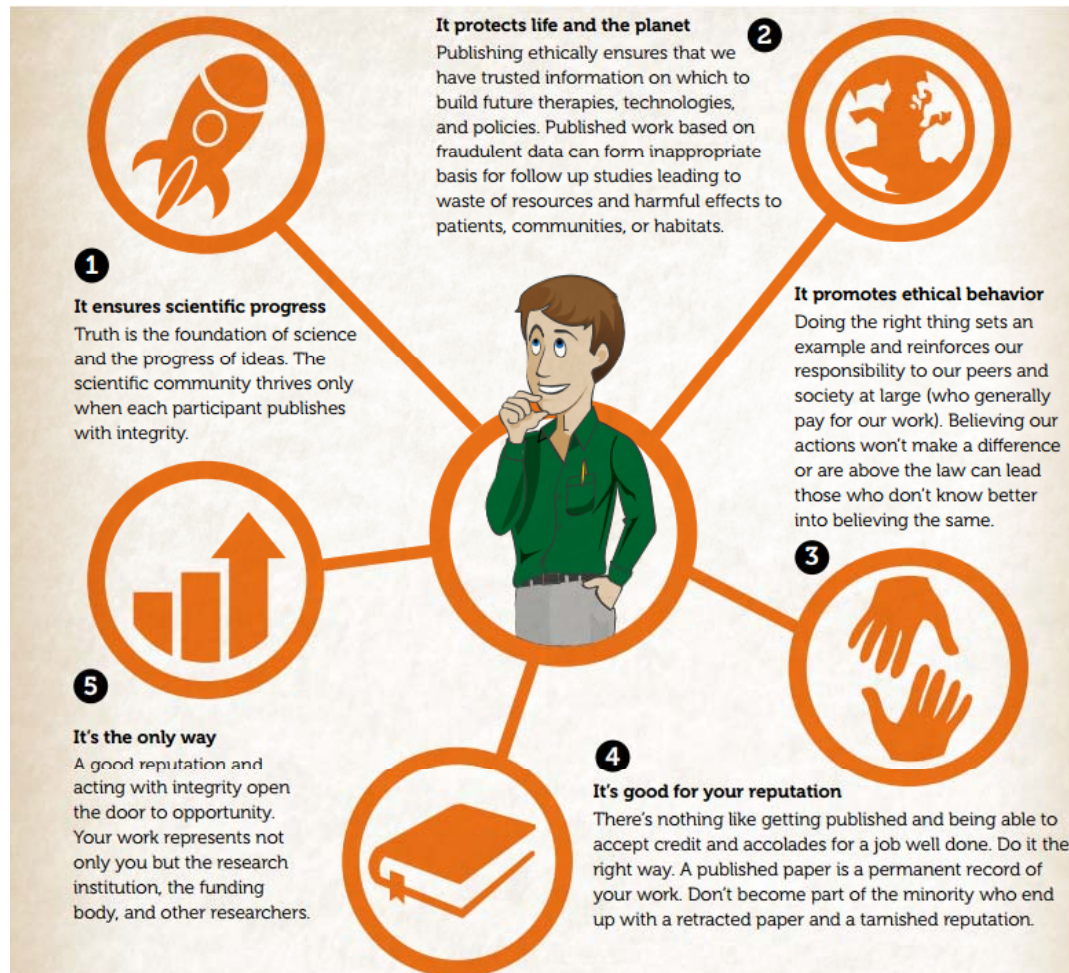 1
It ensures scientific progress
Truth is the foundation of science
and the progress of ideas. The
scientific community thrives only
when each participant publishes
with integrity.
It protects life and the planet
2
Publishing ethically ensures that we
have trusted information on which to
build future therapies, technologies,
and policies. Published work based on
fraudulent data can form inappropriate
basis for follow up studies leading to
waste of resources and harmful effects to
patients, communities, or habitats.
It promotes ethical behavior
Doing the right thing sets an
example and reinforces our
responsibility to our peers and
society at large (who generally
pay for our work). Believing our
actions won't make a difference
or are above the law can lead
those who don't know better
into believing the same.
3
4
It's good for your reputation
There's nothing like getting published and being able to
accept credit and accolades for a job well done. Do it the
right way. A published paper is a permanent record of
your work. Don't become part of the minority who end
up with a retracted paper and a tarnished reputation.
5
It's the only way
A good reputation and
acting with integrity open
the door to opportunity.
Your work represents not
only you but the research
institution, the funding
body, and other researchers.